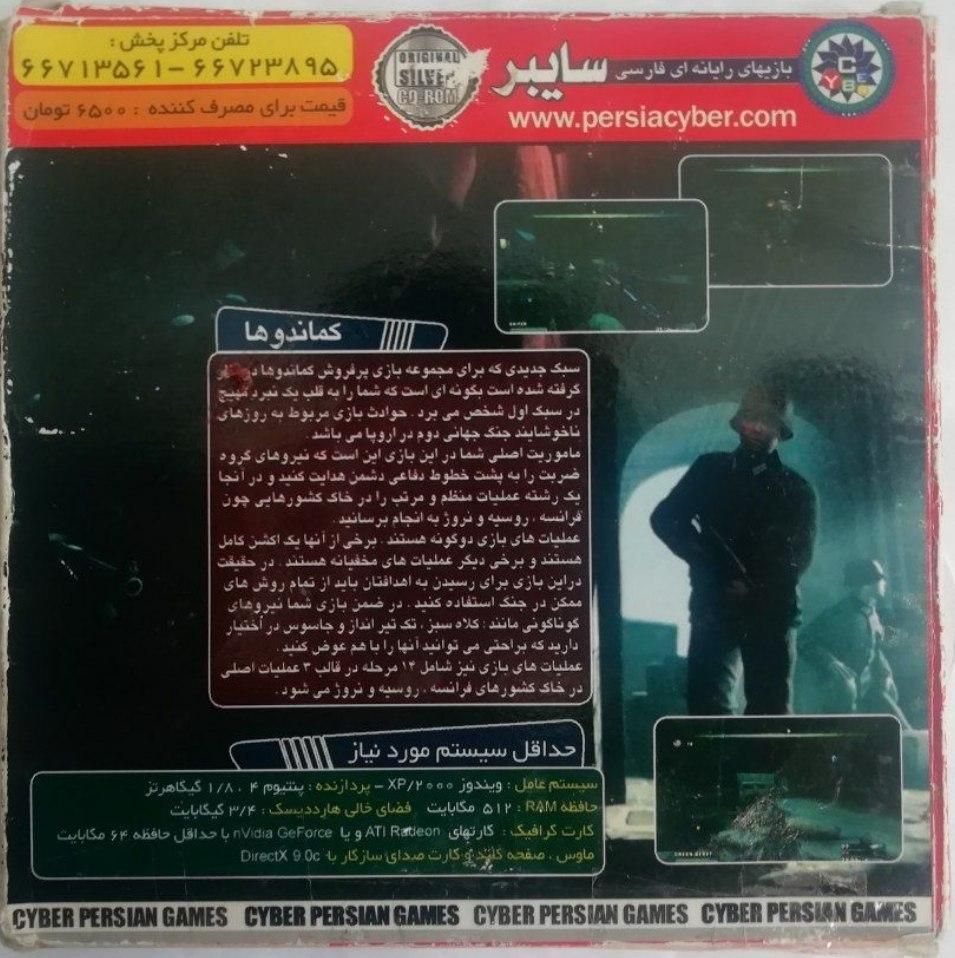 تلفن مرکز پخش :
۶۶۷۱۳۵۶۱ - ۶۶۷۲۳۸۹۵
قیمت برای مصرف کننده : ۶۵۰۰ تومان
ORIGINAL
SILVER
CD-ROM
بازیهای رایانه ای فارسی سایبر
www.persiacyber.com
CYBE
کماندوها
سبک جدیدی که برای مجموعه بازی پرفروش کماندوها
گرفته شده است بگونه ای است که شما را به قلب یک نبرد مهیج
در سبک اول شخص می برد . حوادث بازی مربوط به روزهای
ناخوشایند جنگ جهانی دوم در اروپا می باشد .
ماموریت اصلی شما در این بازی این است که نیروهای گروه
ضربت را به پشت خطوط دفاعی دشمن هدایت کنید و در آنجا
یک رشته عملیات منظم و مرتب را در خاک کشورهایی چون
فرانسه ، روسیه و نروژ به انجام برسانید .
عملیات های بازی دوگونه هستند . برخی از آنها یک اکشن کامل
هستند و برخی دیگر عملیات های مخفیانه هستند . در حقیقت
دراین بازی برای رسیدن به اهدافتان باید از تمام روش های
ممکن در جنگ استفاده کنید . در ضمن بازی شما نیروهای
گوناگونی مانند : کلاه سبز ، تک تیر انداز و جاسوس در اختیار
دارید که براحتی می توانید آنها را با هم عوض کنید .
عملیات های بازی نیز شامل ۱۴ مرحله در قالب ۳ عملیات اصلی
در خاک کشورهای فرانسه ، روسیه و نروژ می شود .
حداقل سیستم مورد نیاز
سیستم عامل : ویندوز XP/۲۰۰۰ - پردازنده : پنتیوم ۴ ، ۱/۸ گیگاهرتز
حافظه RAM : ۵۱۲ مگابایت فضای خالی هارددیسک : ۳/۴ گیگابایت
کارت گرافیک : کارتهای ATI Radeon و یا nVidia GeForce با حداقل حافظه ۶۴ مگابایت
ماوس ، صفحه کلید و کارت صدای سازگار با DirectX 9.0c
SNIPER
GREEN BERET
CYBER PERSIAN GAMES CYBER PERSIAN GAMES CYBER PERSIAN GAMES CYBER PERSIAN GAMES